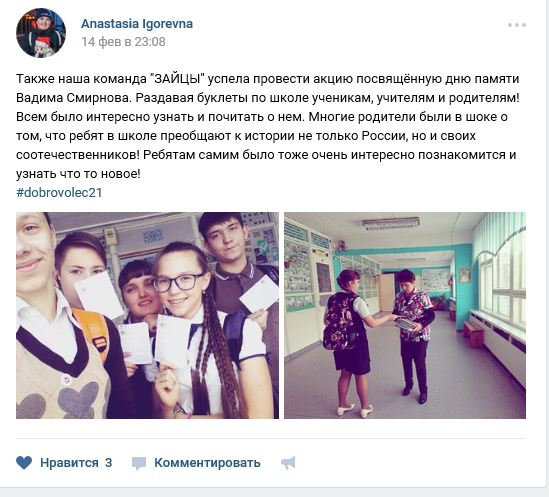 Anastasia Igorevna
14 фев в 23:08
Также наша команда "ЗАЙЦЫ" успела провести акцию посвящённую дню памяти
Вадима Смирнова. Раздавая буклеты по школе ученикам, учителям и родителям!
Всем было интересно узнать и почитать о нем. Многие родители были в шоке о
том, что ребят в школе преобщают к истории не только России, но и своих
соотечественников! Ребятам самим было тоже очень интересно познакомится и
узнать что то новое!
#dobrovolec21
Нравится 3
Комментировать